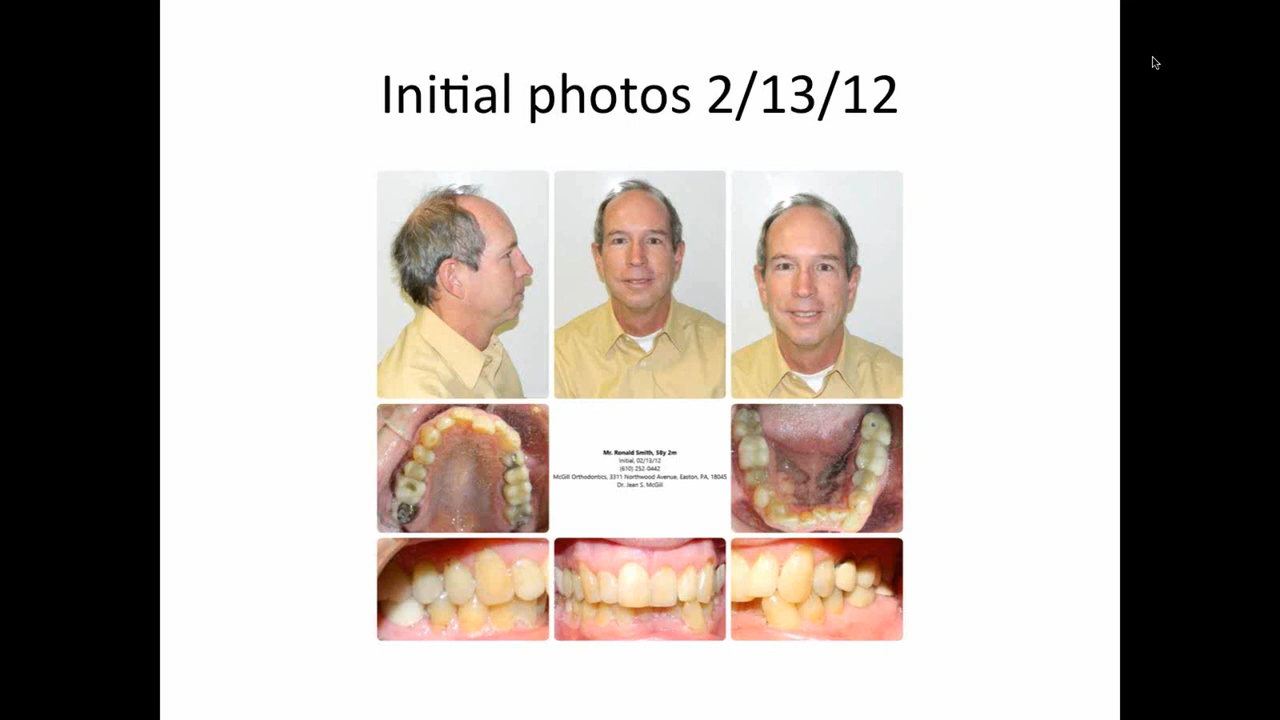 Initial photos 2/13/12
Mr. Ronald Smith, 58y 2m
Initial, 02/13/12
(610) 252-0442
McGill Orthodontics, 3311 Northwood Avenue, Easton, PA, 18045
Dr. Jean S. McGill